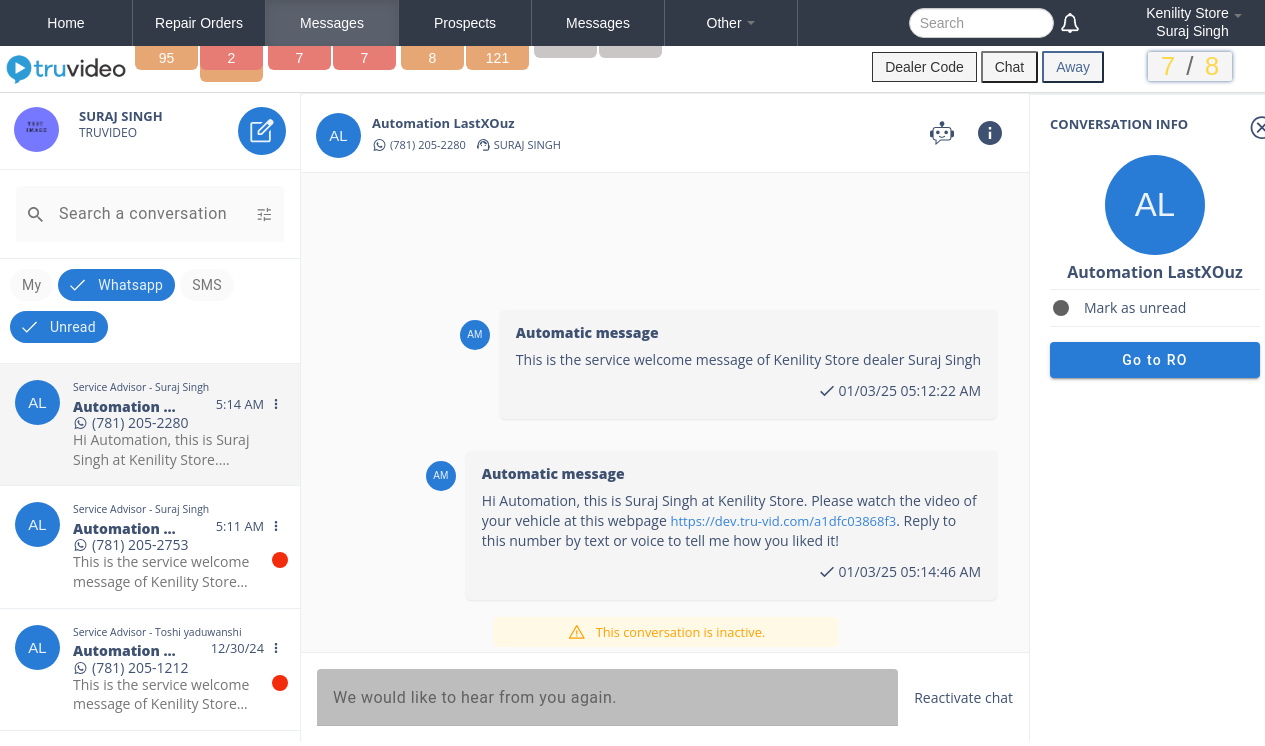 Home
Repair Orders
Messages
Prospects
Messages
Other
Search
Kenility Store
Suraj Singh
truvideo
95
2
7
7
8
121
Dealer Code
Chat
Away
7 / 8
TEXT
IMAGE
SURAJ SINGH
TRUVIDEO
Search a conversation
My
Whatsapp
SMS
Unread
AL
Service Advisor - Suraj Singh
Automation ...
5:14 AM
(781) 205-2280
Hi Automation, this is Suraj
Singh at Kenility Store....
AL
Service Advisor - Suraj Singh
Automation ...
5:11 AM
(781) 205-2753
This is the service welcome
message of Kenility Store...
AL
Service Advisor - Toshi yaduwanshi
Automation ...
12/30/24
(781) 205-1212
This is the service welcome
message of Kenility Store...
AL
Automation LastXOuz
(781) 205-2280
SURAJ SINGH
AM
Automatic message
This is the service welcome message of Kenility Store dealer Suraj Singh
01/03/25 05:12:22 AM
AM
Automatic message
Hi Automation, this is Suraj Singh at Kenility Store. Please watch the video of
your vehicle at this webpage https://dev.tru-vid.com/a1dfc03868f3. Reply to
this number by text or voice to tell me how you liked it!
01/03/25 05:14:46 AM
This conversation is inactive.
We would like to hear from you again.
Reactivate chat
CONVERSATION INFO
AL
Automation LastXOuz
Mark as unread
Go to RO